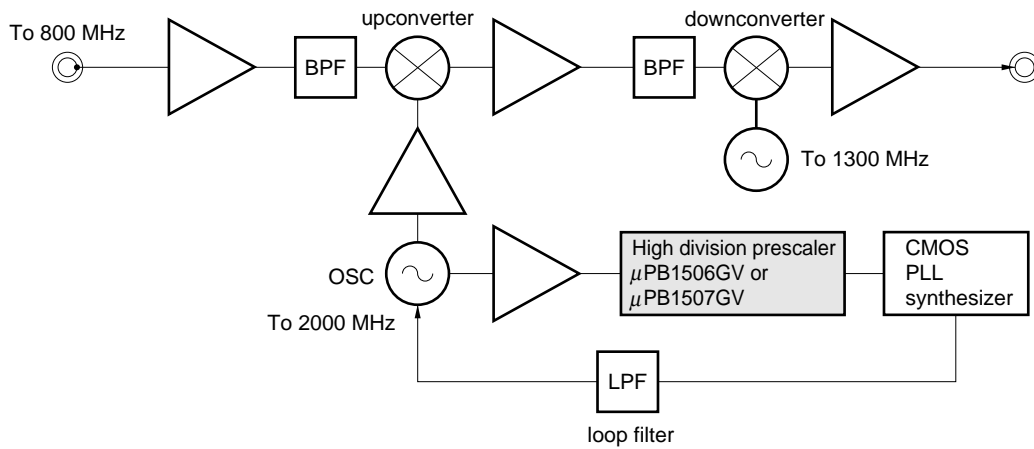 upconverter
downconverter
To 800 MHz
BPF
BPF
To 1300 MHz
OSC
To 2000 MHz
High division prescaler
μPB1506GV or
μPB1507GV
CMOS
PLL
synthesizer
LPF
loop filter